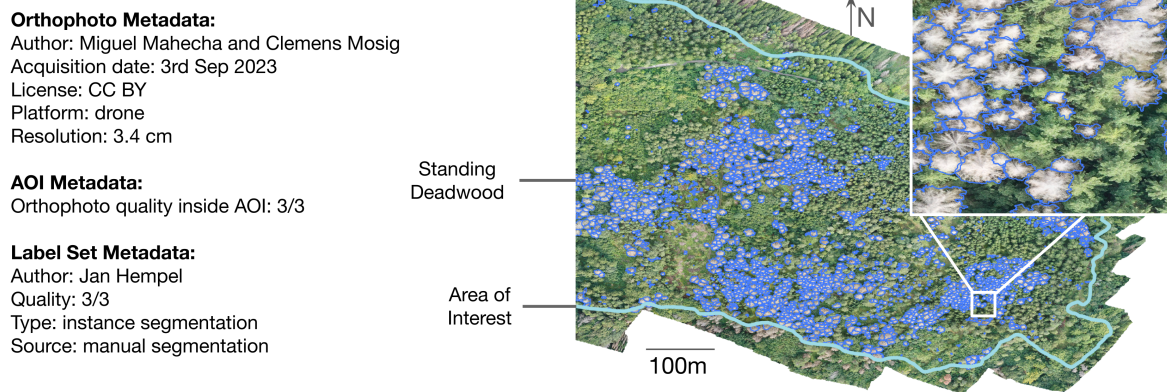 Orthophoto Metadata:
Author: Miguel Mahecha and Clemens Mosig
Acquisition date: 3rd Sep 2023
License: CC BY
Platform: drone
Resolution: 3.4 cm
AOI Metadata:
Orthophoto quality inside AOI: 3/3
Label Set Metadata:
Author: Jan Hempel
Quality: 3/3
Type: instance segmentation
Source: manual segmentation
Standing
Deadwood
Area of
Interest
N
100m